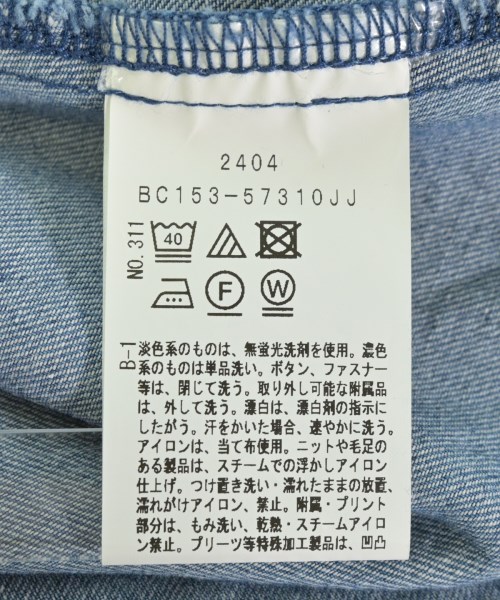 2404
BC153-57310JJ
NO.311
40
F
W
B-1
淡色系のものは、無蛍光洗剤を使用。濃色
系のものは単品洗い。ボタン、ファスナー
等は、閉じて洗う。取り外し可能な附属品
は、外して洗う。漂白は、漂白剤の指示に
したがう。汗をかいた場合、速やかに洗う。
アイロンは、当て布使用。ニットや毛足の
ある製品は、スチームでの浮かしアイロン
仕上げ。つけ置き洗い・濡れたままの放置、
濡れがけアイロン、禁止。附属・プリント
部分は、もみ洗い、乾熱・スチームアイロ
ン禁止。プリーツ等特殊加工製品は、凹凸